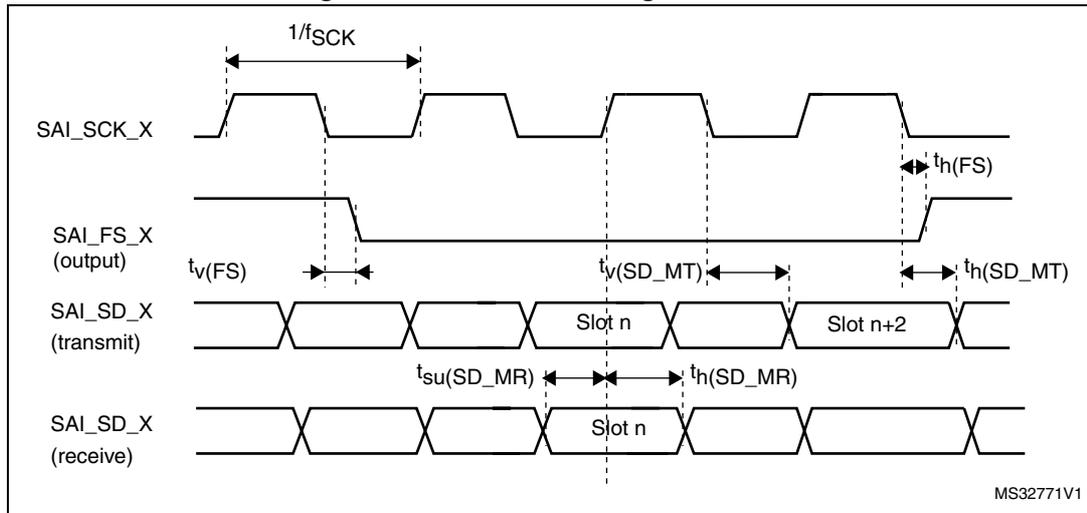 1/fSCK
SAI_SCK_X
th(FS)
SAI_FS_X
(output)
tv(FS)
tv(SD_MT)
th(SD_MT)
SAI_SD_X
(transmit)
Slot n
Slot n+2
tsu(SD_MR)
th(SD_MR)
SAI_SD_X
(receive)
Slot n
MS32771V1